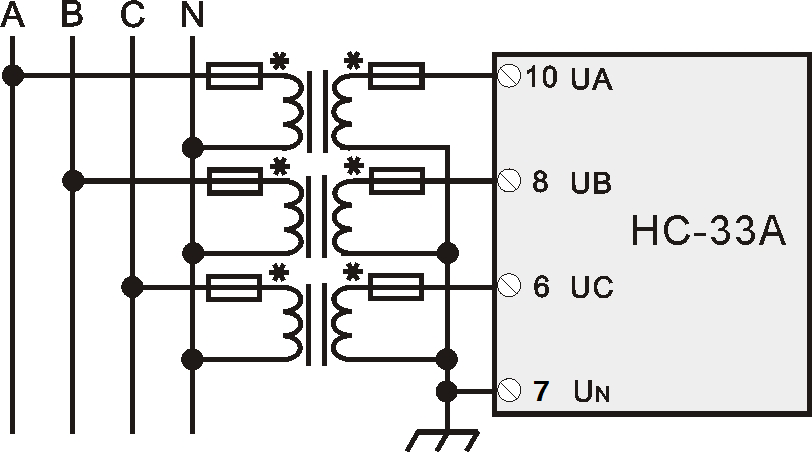 A B C N
* *
10 UA
* *
8 UB
HC-33A
* *
6 UC
7 UN